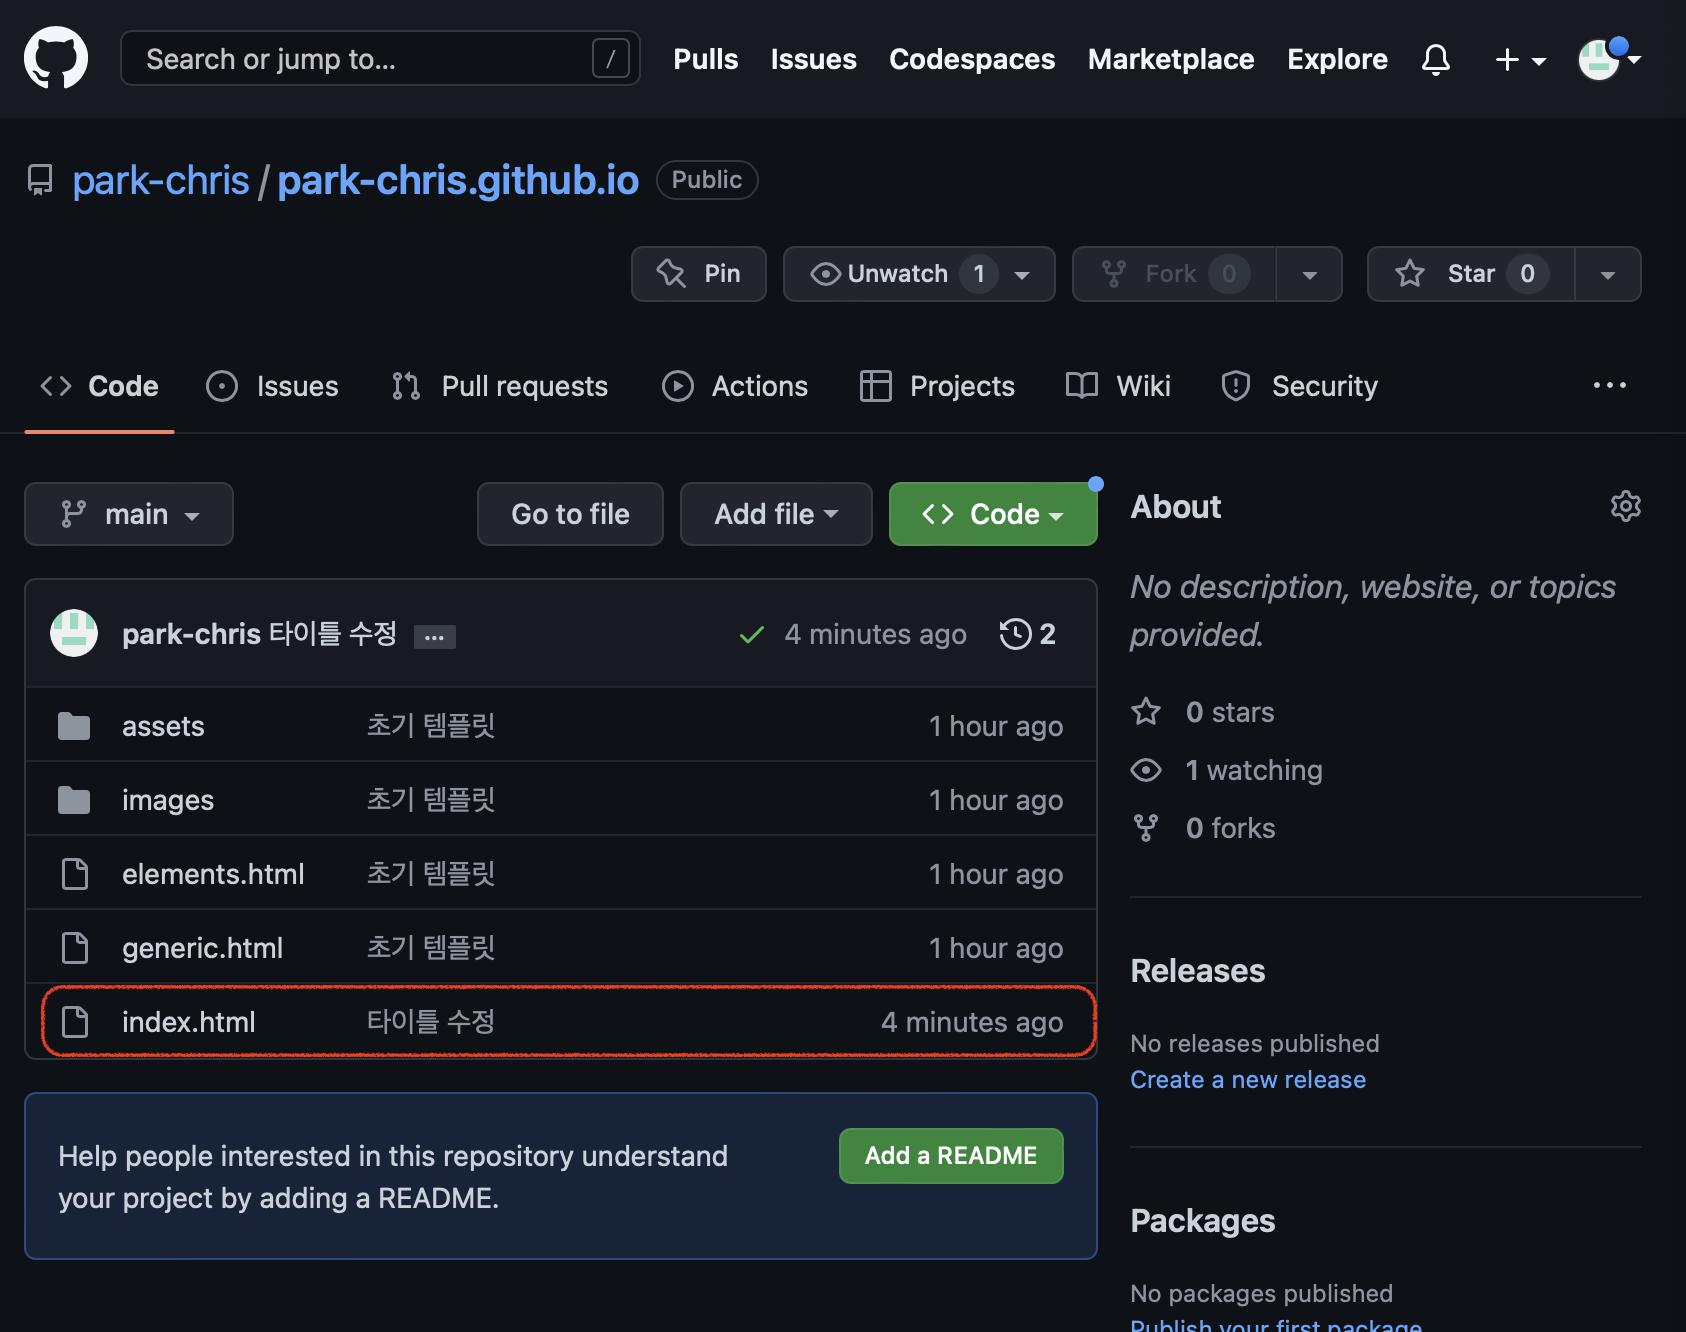 Search or jump to... /
Pulls Issues Codespaces Marketplace Explore
park-chris / park-chris.github.io Public
Pin Unwatch 1 Fork 0 Star 0
Code Issues Pull requests Actions Projects Wiki Security ...
main Go to file Add file Code
park-chris 타이틀 수정 ... 4 minutes ago 2
assets 초기 템플릿 1 hour ago
images 초기 템플릿 1 hour ago
elements.html 초기 템플릿 1 hour ago
generic.html 초기 템플릿 1 hour ago
index.html 타이틀 수정 4 minutes ago
Help people interested in this repository understand
your project by adding a README.
Add a README
About
No description, website, or topics
provided.
0 stars
1 watching
0 forks
Releases
No releases published
Create a new release
Packages
No packages published
Publish your first package